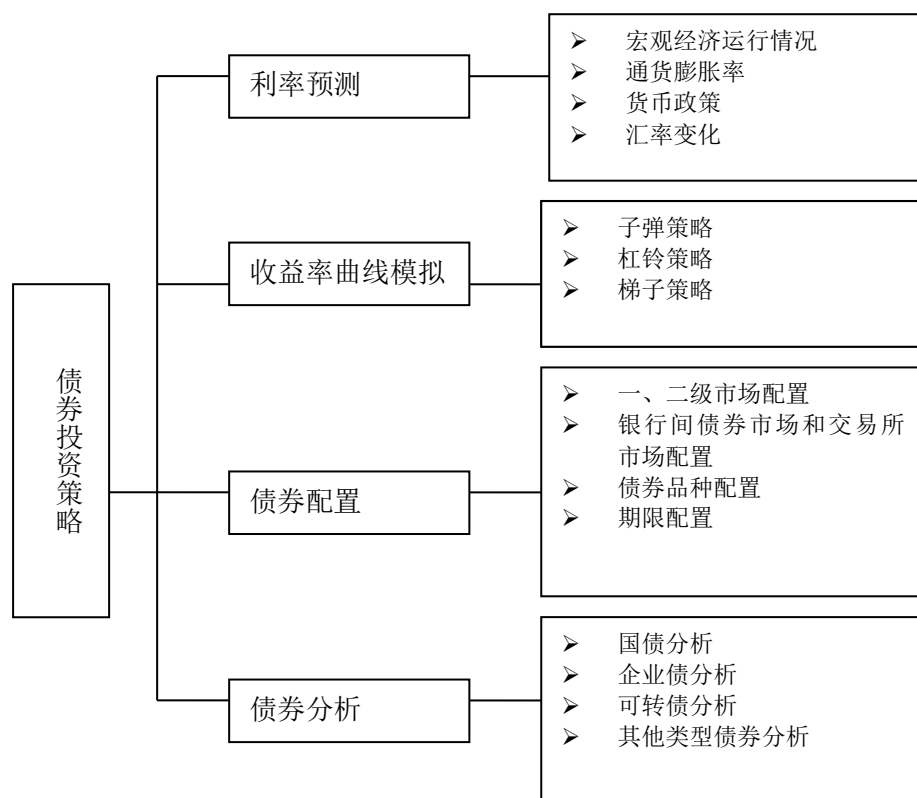 债券投资策略
利率预测
➢ 宏观经济运行情况
➢ 通货膨胀率
➢ 货币政策
➢ 汇率变化
收益率曲线模拟
➢ 子弹策略
➢ 杠铃策略
➢ 梯子策略
债券配置
➢ 一、二级市场配置
➢ 银行间债券市场和交易所
市场配置
➢ 债券品种配置
➢ 期限配置
债券分析
➢ 国债分析
➢ 企业债分析
➢ 可转债分析
➢ 其他类型债券分析